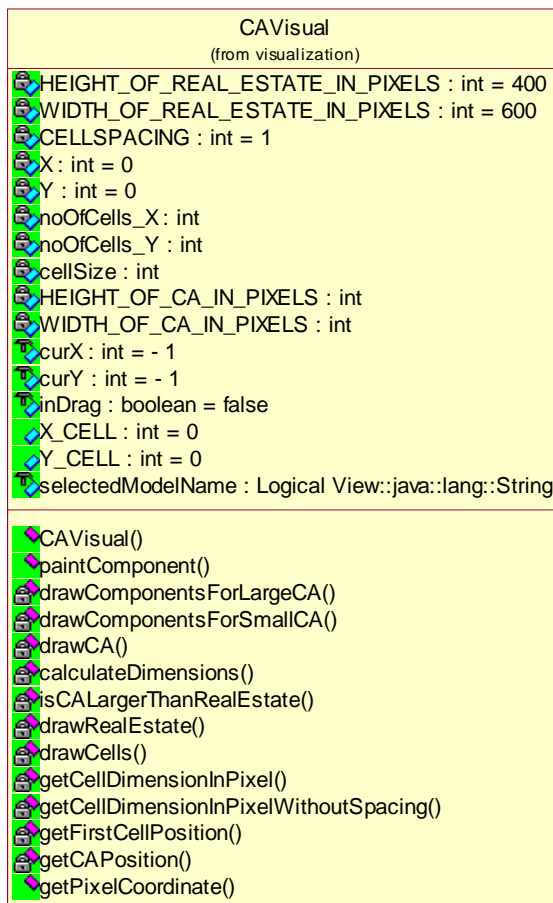 CAVisual
(from visualization)
HEIGHT_OF_REAL_ESTATE_IN_PIXELS : int = 400
WIDTH_OF_REAL_ESTATE_IN_PIXELS : int = 600
CELLSPACING : int = 1
X : int = 0
Y : int = 0
noOfCells_X : int
noOfCells_Y : int
cellSize : int
HEIGHT_OF_CA_IN_PIXELS : int
WIDTH_OF_CA_IN_PIXELS : int
curX : int = - 1
curY : int = - 1
inDrag : boolean = false
X_CELL : int = 0
Y_CELL : int = 0
selectedModelName : Logical View::java::lang::String
CAVisual()
paintComponent()
drawComponentsForLargeCA()
drawComponentsForSmallCA()
drawCA()
calculateDimensions()
isCALargerThanRealEstate()
drawRealEstate()
drawCells()
getCellDimensionInPixel()
getCellDimensionInPixelWithoutSpacing()
getFirstCellPosition()
getCAPosition()
getPixelCoordinate()